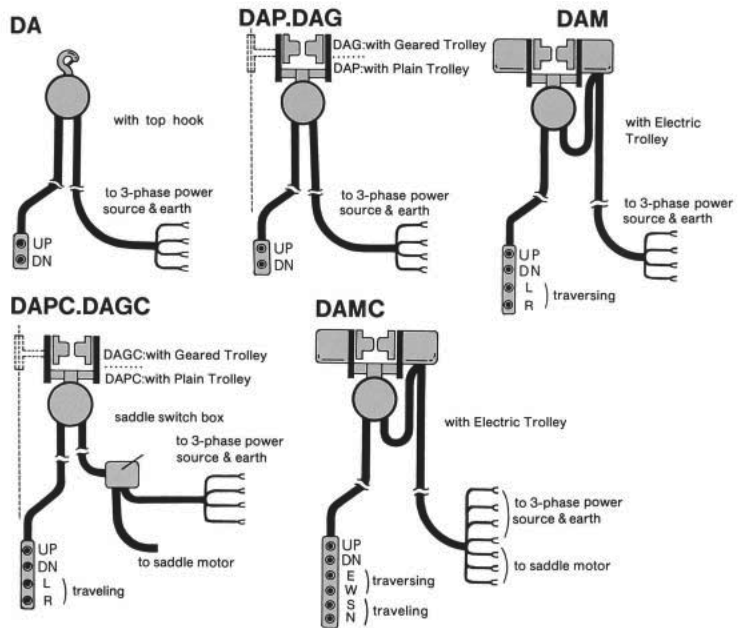 DA
with top hook
to 3-phase power
source & earth
UP
DN
DAP.DAG
DAG:with Geared Trolley
DAP:with Plain Trolley
to 3-phase power
source & earth
UP
DN
DAM
with Electric
Trolley
to 3-phase power
source & earth
UP
DN
L
R
traversing
DAPC.DAGC
DAGC:with Geared Trolley
DAPC:with Plain Trolley
saddle switch box
to 3-phase power
source & earth
to saddle motor
UP
DN
L
R
traveling
DAMC
with Electric Trolley
to 3-phase power
source & earth
to saddle motor
UP
DN
E
W
traversing
S
N
traveling